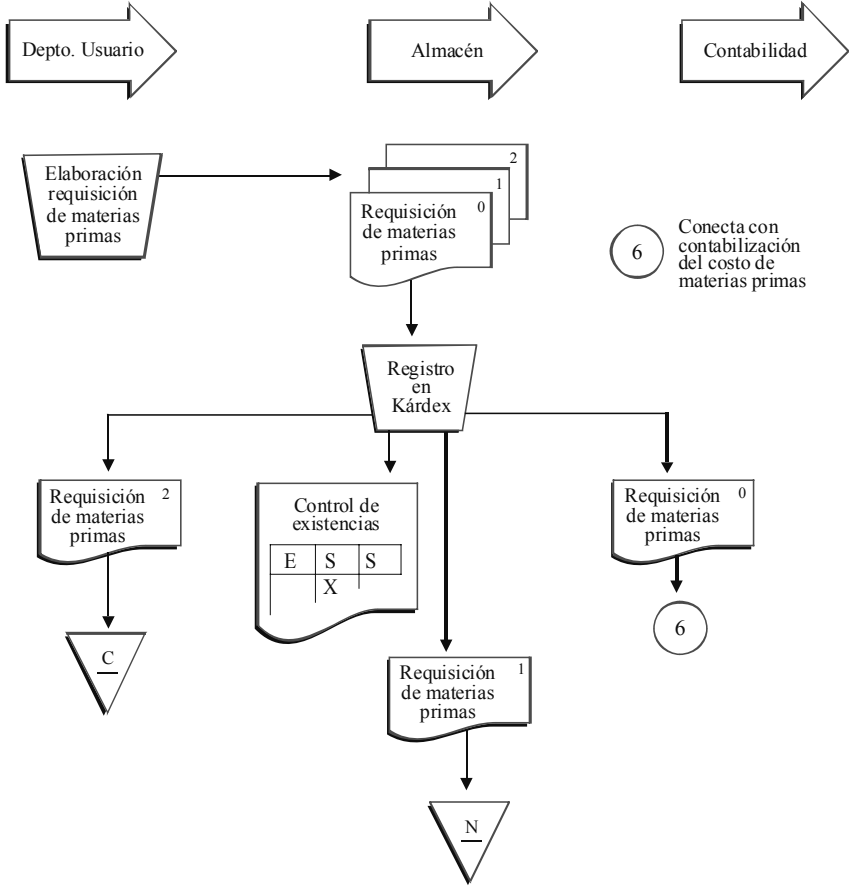 Depto. Usuario
Almacén
Contabilidad
Elaboración
requisición
de materias
primas
2
1
0
Requisición
de materias
primas
6
Conecta con
contabilización
del costo de
materias primas
Registro
en
Kárdex
Requisición 2
de materias
primas
Control de
existencias
E S S
X
Requisición 0
de materias
primas
C
6
Requisición 1
de materias
primas
N